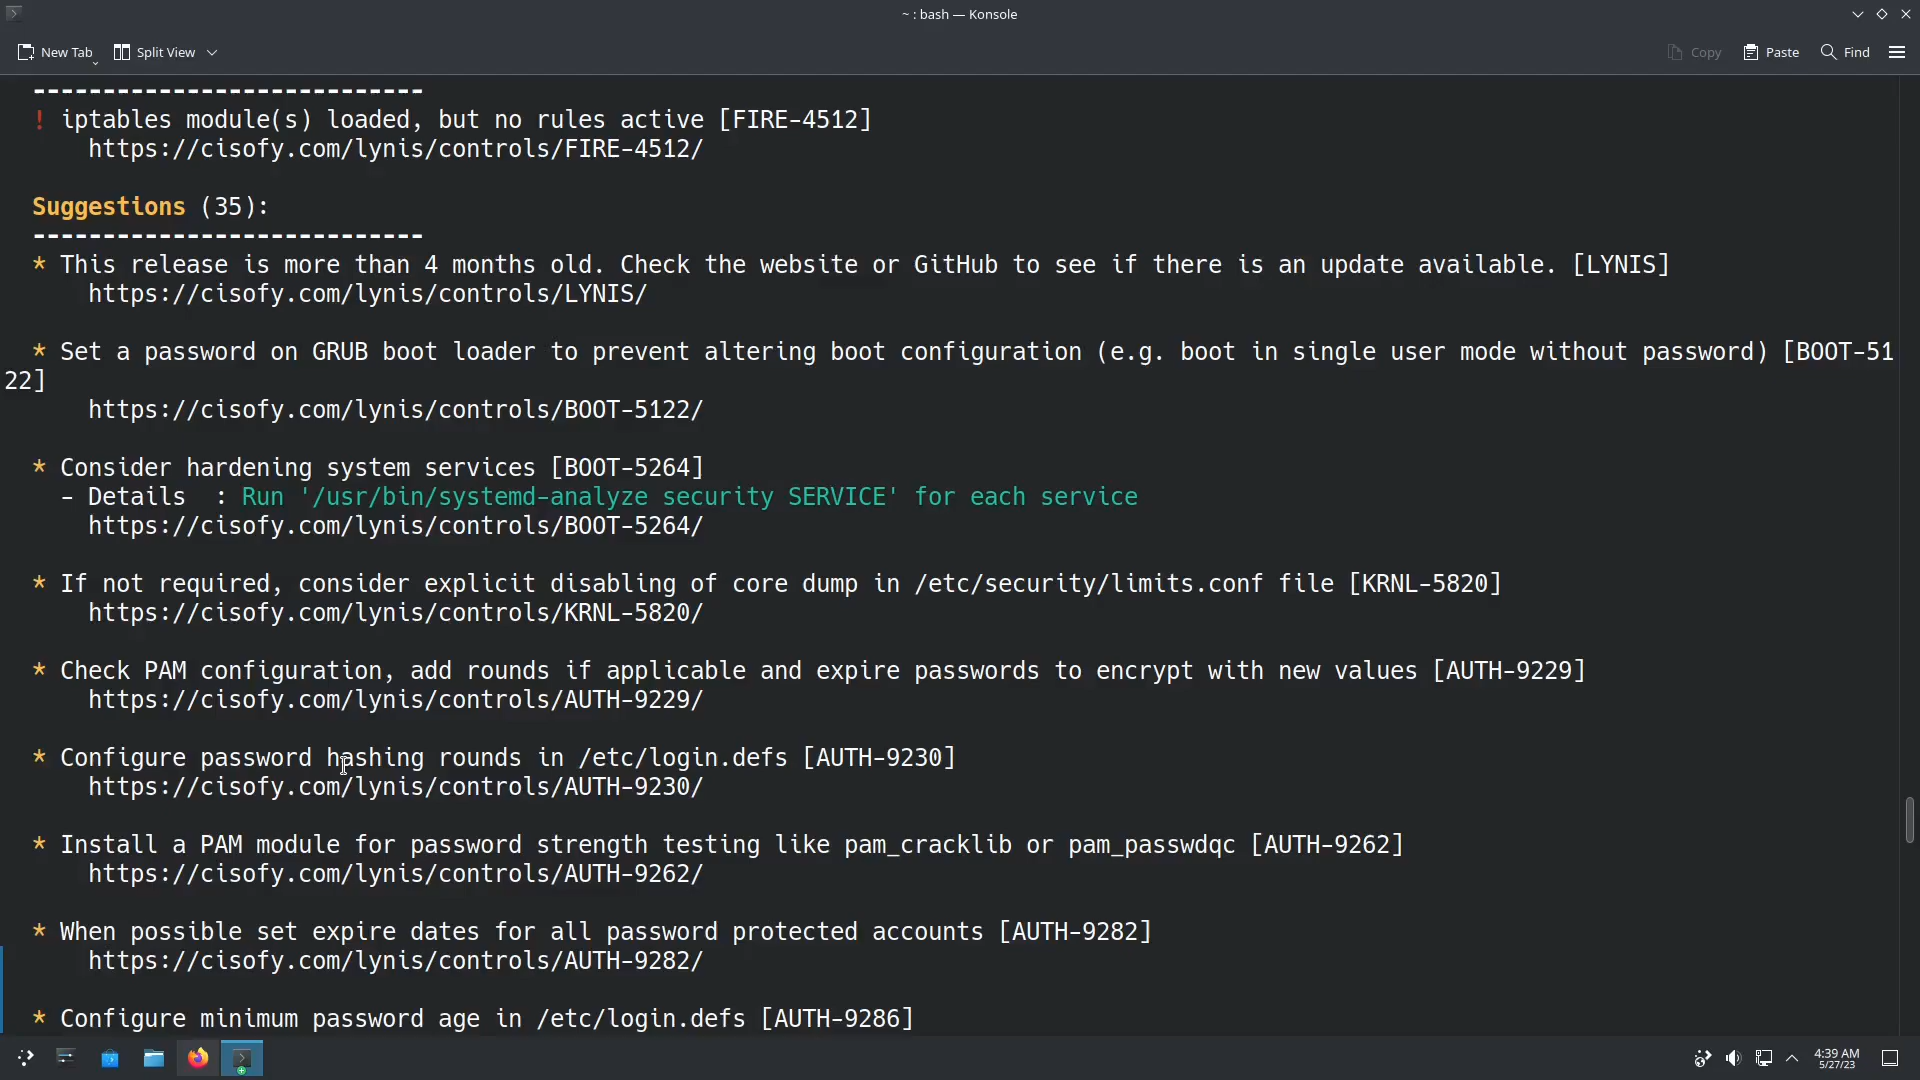 ~ : bash — Konsole
New Tab
Split View
Copy
Paste
Find
----------------------------
! iptables module(s) loaded, but no rules active [FIRE-4512]
https://cisofy.com/lynis/controls/FIRE-4512/
Suggestions (35):
----------------------------
* This release is more than 4 months old. Check the website or GitHub to see if there is an update available. [LYNIS]
https://cisofy.com/lynis/controls/LYNIS/
* Set a password on GRUB boot loader to prevent altering boot configuration (e.g. boot in single user mode without password) [BOOT-51
22]
https://cisofy.com/lynis/controls/BOOT-5122/
* Consider hardening system services [BOOT-5264]
- Details  : Run '/usr/bin/systemd-analyze security SERVICE' for each service
https://cisofy.com/lynis/controls/BOOT-5264/
* If not required, consider explicit disabling of core dump in /etc/security/limits.conf file [KRNL-5820]
https://cisofy.com/lynis/controls/KRNL-5820/
* Check PAM configuration, add rounds if applicable and expire passwords to encrypt with new values [AUTH-9229]
https://cisofy.com/lynis/controls/AUTH-9229/
* Configure password hashing rounds in /etc/login.defs [AUTH-9230]
https://cisofy.com/lynis/controls/AUTH-9230/
* Install a PAM module for password strength testing like pam_cracklib or pam_passwdqc [AUTH-9262]
https://cisofy.com/lynis/controls/AUTH-9262/
* When possible set expire dates for all password protected accounts [AUTH-9282]
https://cisofy.com/lynis/controls/AUTH-9282/
* Configure minimum password age in /etc/login.defs [AUTH-9286]
4:39 AM
5/27/23